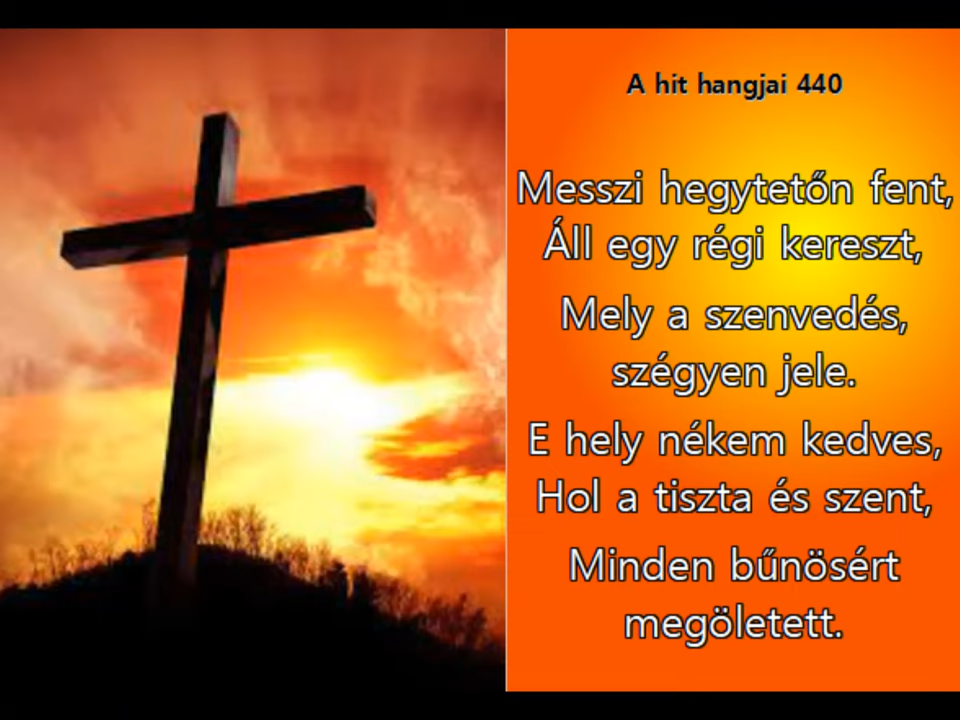 A hit hangjai 440
Messzi hegytetőn fent,
Áll egy régi kereszt,
Mely a szenvedés,
szégyen jele.
E hely nékem kedves,
Hol a tiszta és szent,
Minden bűnösért
megöletett.